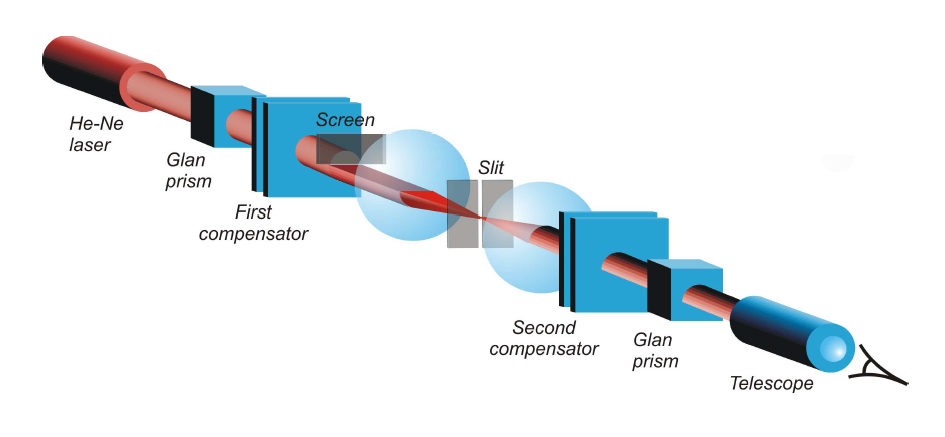 He-Ne
laser
Glan
prism
First
compensator
Screen
Slit
Second
compensator
Glan
prism
Telescope